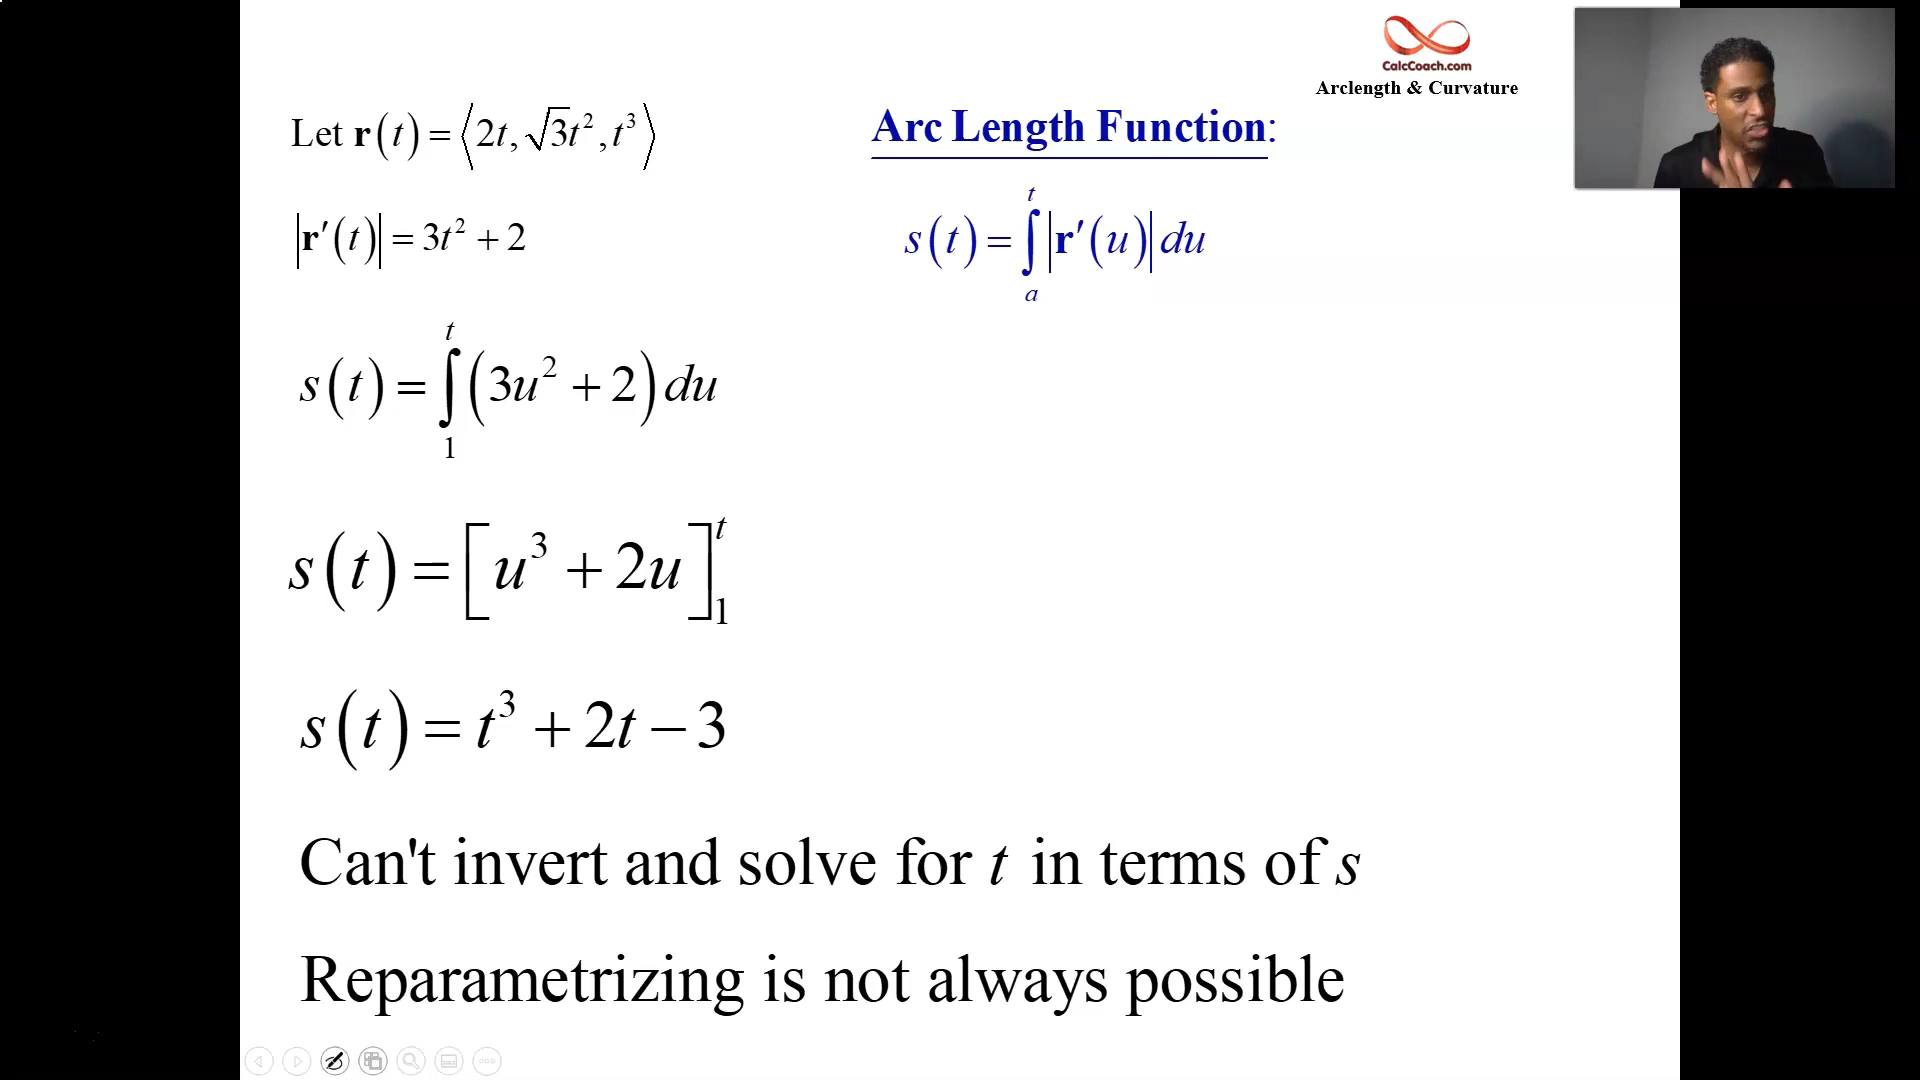 CalcCoach.com
Arclength & Curvature
Let r(t) = ⟨2t, √3t², t³⟩
Arc Length Function:
|r′(t)| = 3t² + 2
s(t) = ∫ₐᵗ |r′(u)| du
s(t) = ∫₁ᵗ (3u² + 2) du
s(t) = [u³ + 2u]₁ᵗ
s(t) = t³ + 2t − 3
Can't invert and solve for t in terms of s
Reparametrizing is not always possible